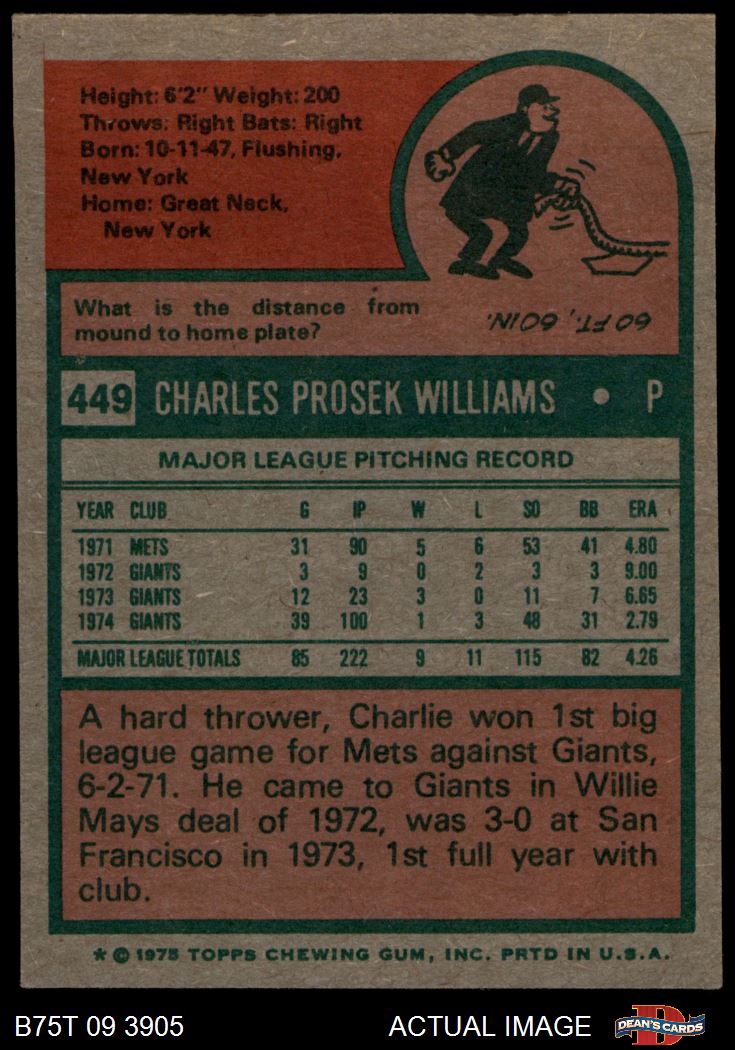 Height: 6'2" Weight: 200
Throws: Right Bats: Right
Born: 10-11-47, Flushing,
New York
Home: Great Neck,
New York
What is the distance from
mound to home plate?
60 FT., 60IN.
449 CHARLES PROSEK WILLIAMS • P
MAJOR LEAGUE PITCHING RECORD
YEAR CLUB G IP W L SO BB ERA
1971 METS 31 90 5 6 53 41 4.80
1972 GIANTS 3 9 0 2 3 3 9.00
1973 GIANTS 12 23 3 0 11 7 6.65
1974 GIANTS 39 100 1 3 48 31 2.79
MAJOR LEAGUE TOTALS 85 222 9 11 115 82 4.26
A hard thrower, Charlie won 1st big
league game for Mets against Giants,
6-2-71. He came to Giants in Willie
Mays deal of 1972, was 3-0 at San
Francisco in 1973, 1st full year with
club.
* © 1975 TOPPS CHEWING GUM, INC. PRTD IN U.S.A.
B75T 09 3905 ACTUAL IMAGE D DEAN'S CARDS